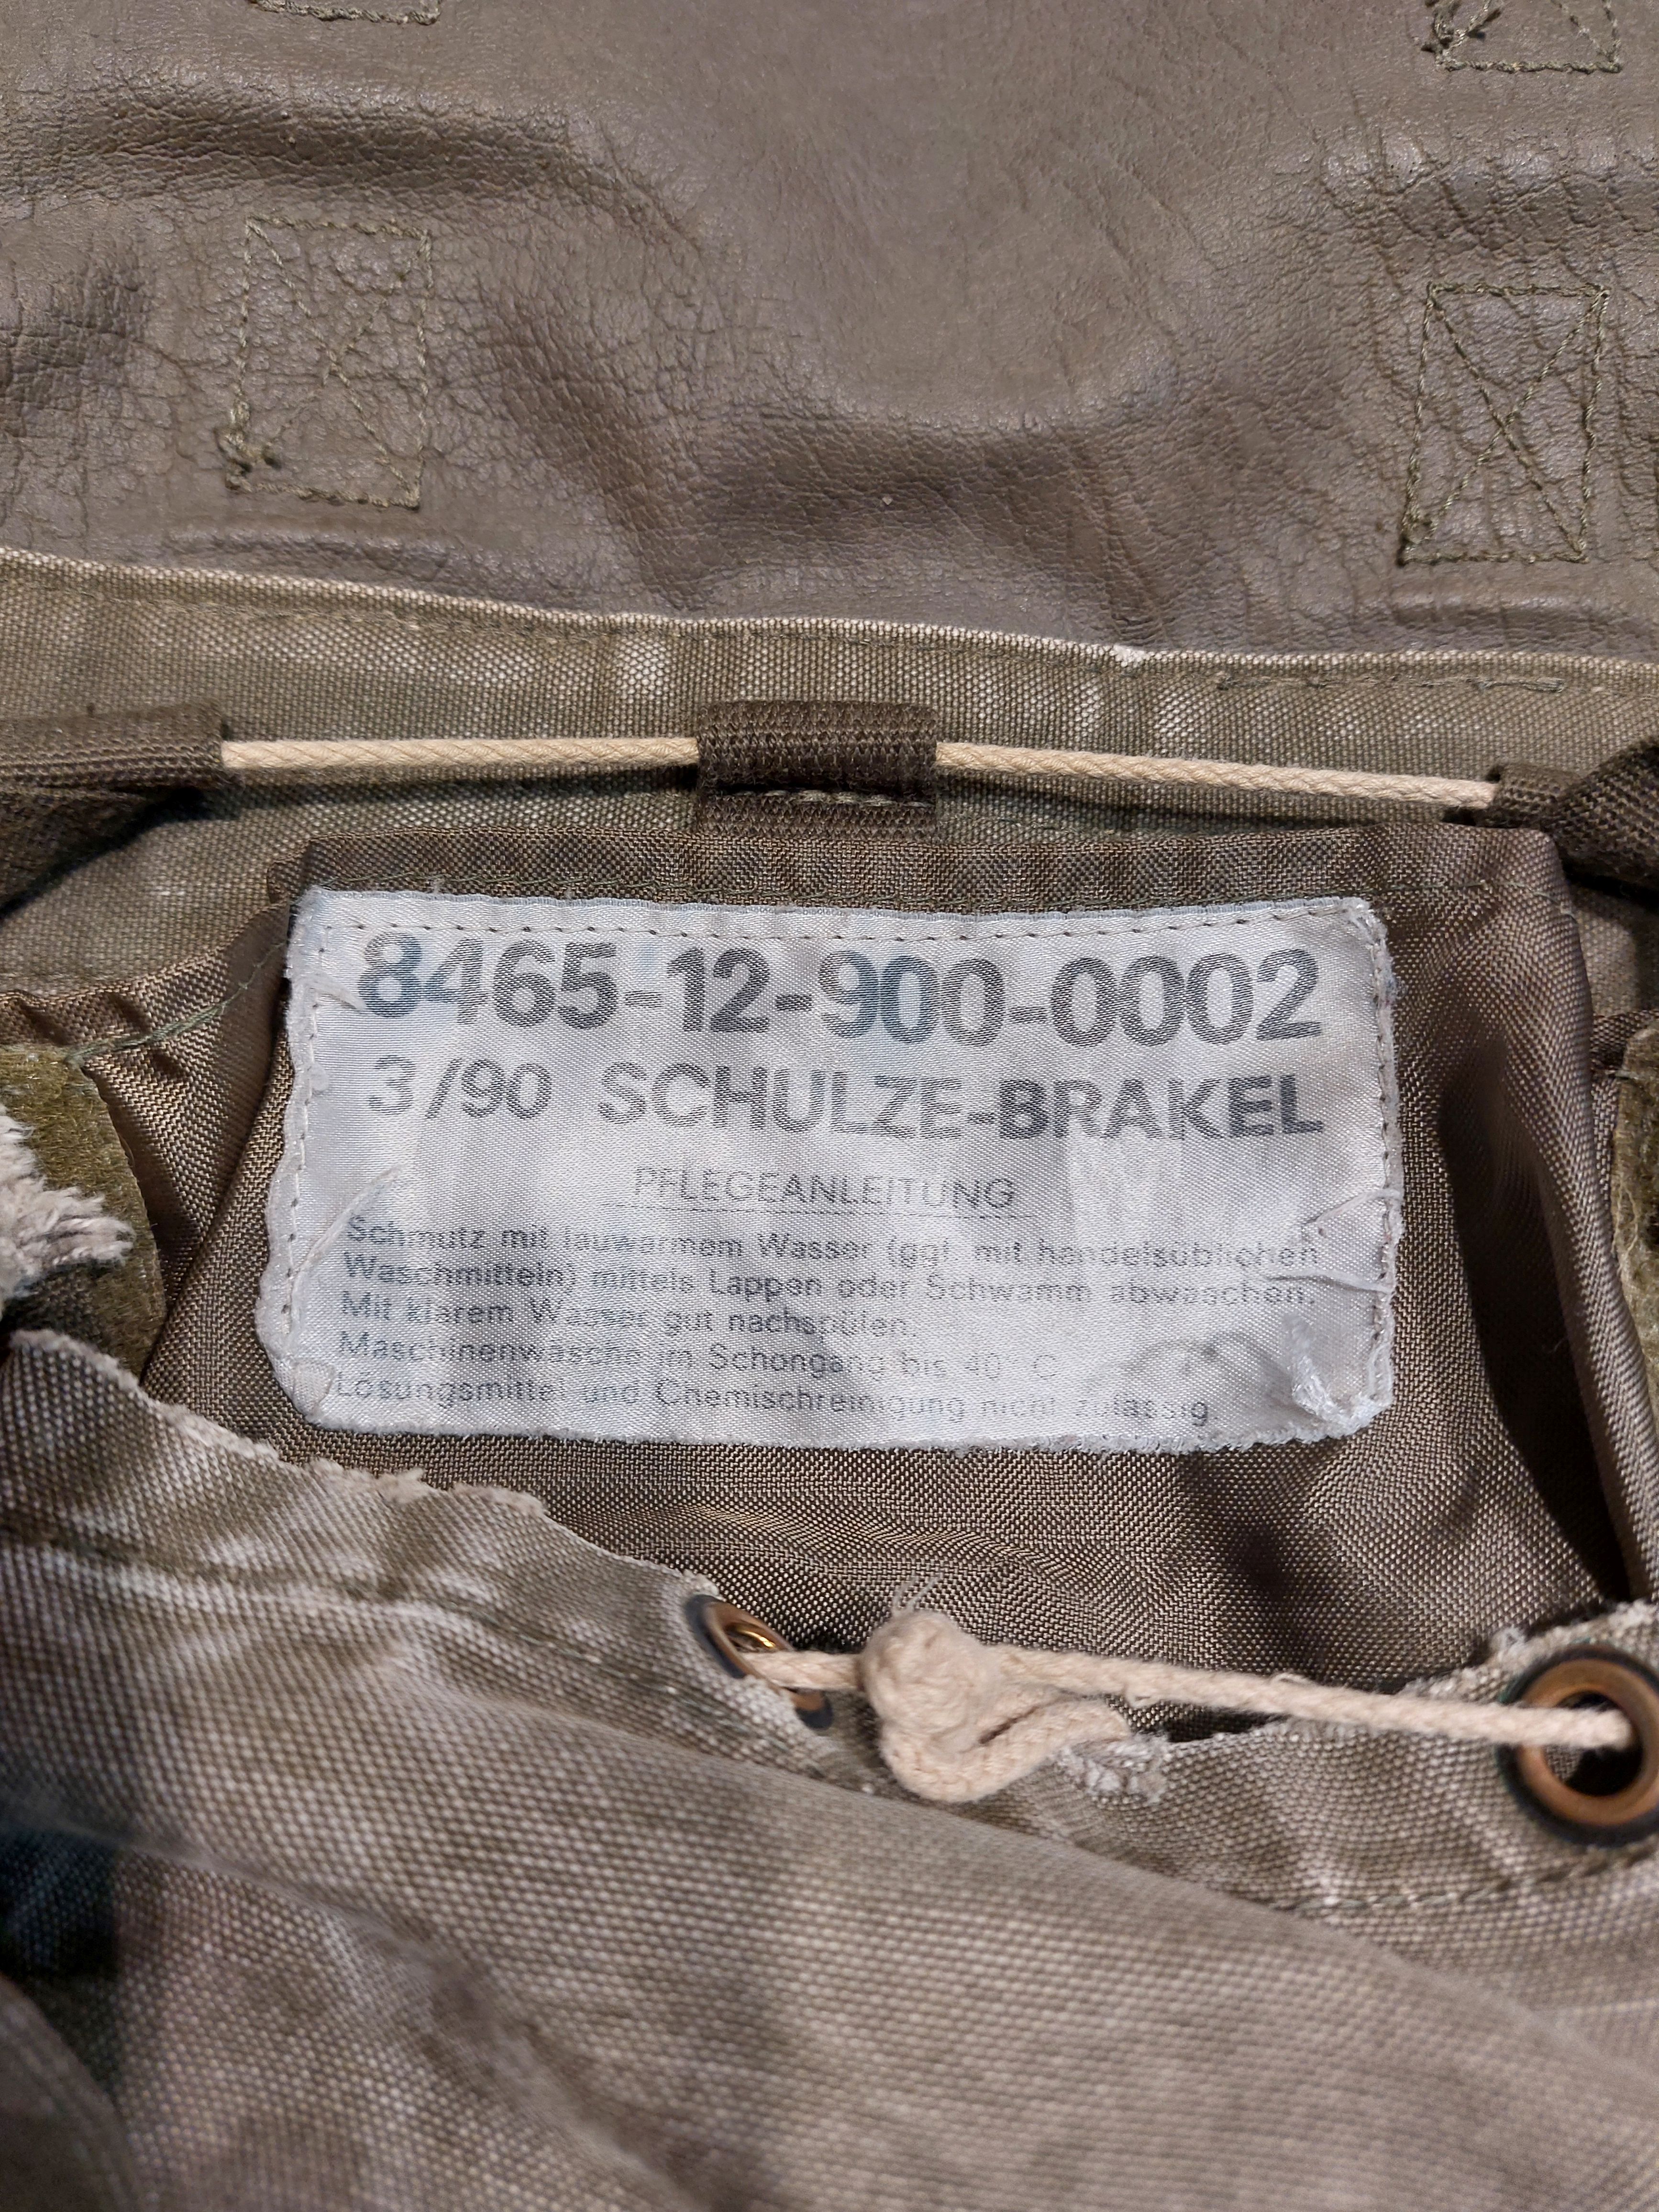 8465-12-900-0002
3/90 SCHULZE-BRAKEL
PFLEGEANLEITUNG
Schmutz mit lauwarmem Wasser (ggf. mit handelsüblichen
Waschmitteln) mittels Lappen oder Schwamm abwaschen.
Mit klarem Wasser gut nachspülen.
Maschinenwäsche im Schongang bis 40° C
Lösungsmittel und Chemischreinigung nicht zulässig